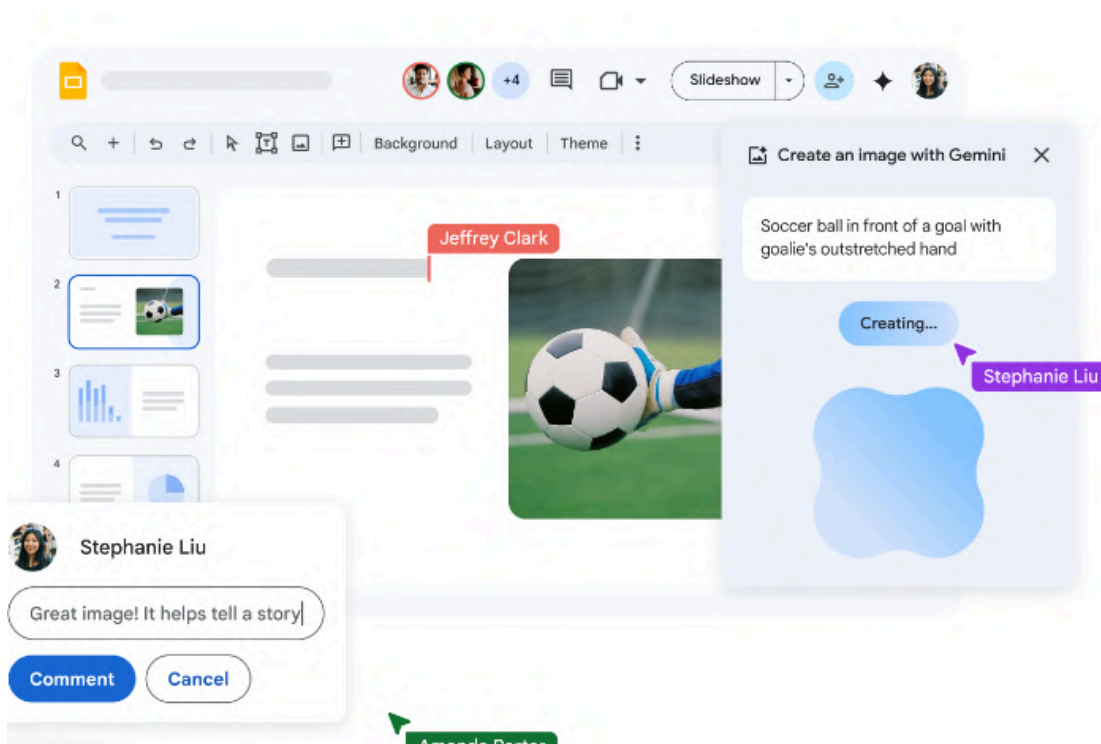 +4
Slideshow
Background
Layout
Theme
Create an image with Gemini
1
Jeffrey Clark
Soccer ball in front of a goal with
goalie's outstretched hand
2
Creating...
3
Stephanie Liu
4
Stephanie Liu
Great image! It helps tell a story
Comment
Cancel
Amanda Porter